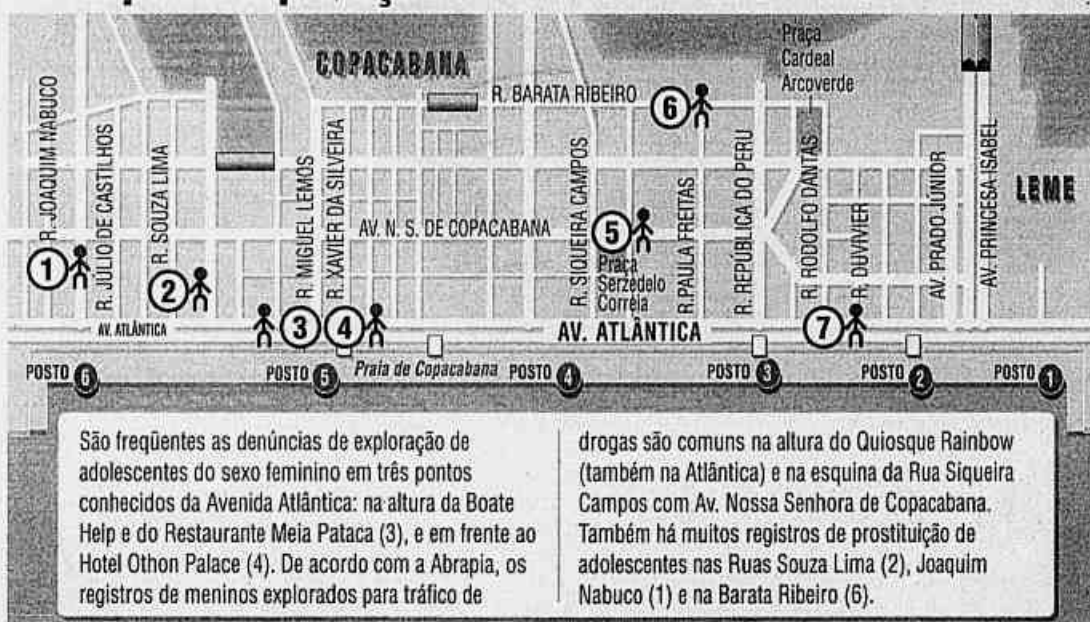 Praça
Cardeal
Arcoverde
COPACABANA
R. BARATA RIBEIRO
6
R. JOAQUIM NABUCO
R. JÚLIO DE CASTILHOS
R. SOUZA LIMA
R. MIGUEL LEMOS
R. XAVIER DA SILVEIRA
R. SIQUEIRA CAMPOS
R. PAULA FREITAS
R. REPÚBLICA DO PERU
R. RODOLFO DANTAS
R. DUVIVIER
AV. PRADO JÚNIOR
AV. PRINCESA ISABEL
LEME
AV. N. S. DE COPACABANA
5
Praça
Serzedelo
Correia
1
2
3
4
7
AV. ATLÂNTICA
AV. ATLÂNTICA
POSTO 6
POSTO 5
Praia de Copacabana
POSTO 4
POSTO 3
POSTO 2
POSTO 1
São freqüentes as denúncias de exploração de
adolescentes do sexo feminino em três pontos
conhecidos da Avenida Atlântica: na altura da Boate
Help e do Restaurante Meia Pataca (3), e em frente ao
Hotel Othon Palace (4). De acordo com a Abrapia, os
registros de meninos explorados para tráfico de
drogas são comuns na altura do Quiosque Rainbow
(também na Atlântica) e na esquina da Rua Siqueira
Campos com Av. Nossa Senhora de Copacabana.
Também há muitos registros de prostituição de
adolescentes nas Ruas Souza Lima (2), Joaquim
Nabuco (1) e na Barata Ribeiro (6).